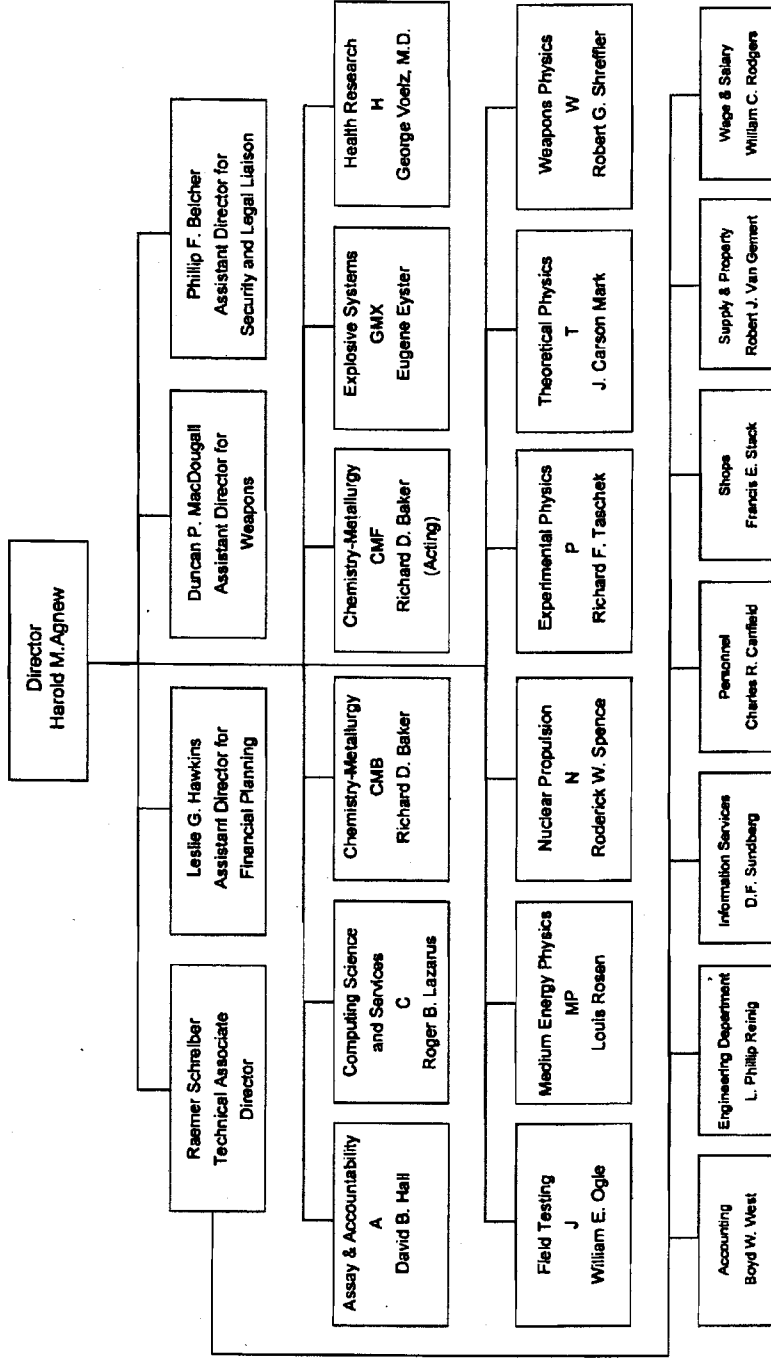 Director
Harold M.Agnew
Raemer Schreiber
Technical Associate
Director
Leslie G. Hawkins
Assistant Director for
Financial Planning
Duncan P. MacDougall
Assistant Director for
Weapons
Phillip F. Belcher
Assistant Director for
Security and Legal Liaison
Assay & Accountability
A
David B. Hall
Computing Science
and Services
C
Roger B. Lazarus
Chemistry-Metallurgy
CMB
Richard D. Baker
Chemistry-Metallurgy
CMF
Richard D. Baker
(Acting)
Explosive Systems
GMX
Eugene Eyster
Health Research
H
George Voelz, M.D.
Field Testing
J
William E. Ogle
Medium Energy Physics
MP
Louis Rosen
Nuclear Propulsion
N
Roderick W. Spence
Experimental Physics
P
Richard F. Taschek
Theoretical Physics
T
J. Carson Mark
Weapons Physics
W
Robert G. Shreffler
Accounting
Boyd W. West
Engineering Department
L. Phillip Reinig
Information Services
D.F. Sundberg
Personnel
Charles R. Canfield
Shops
Francis E. Stack
Supply & Property
Robert J. Van Gemert
Wage & Salary
William C. Rodgers